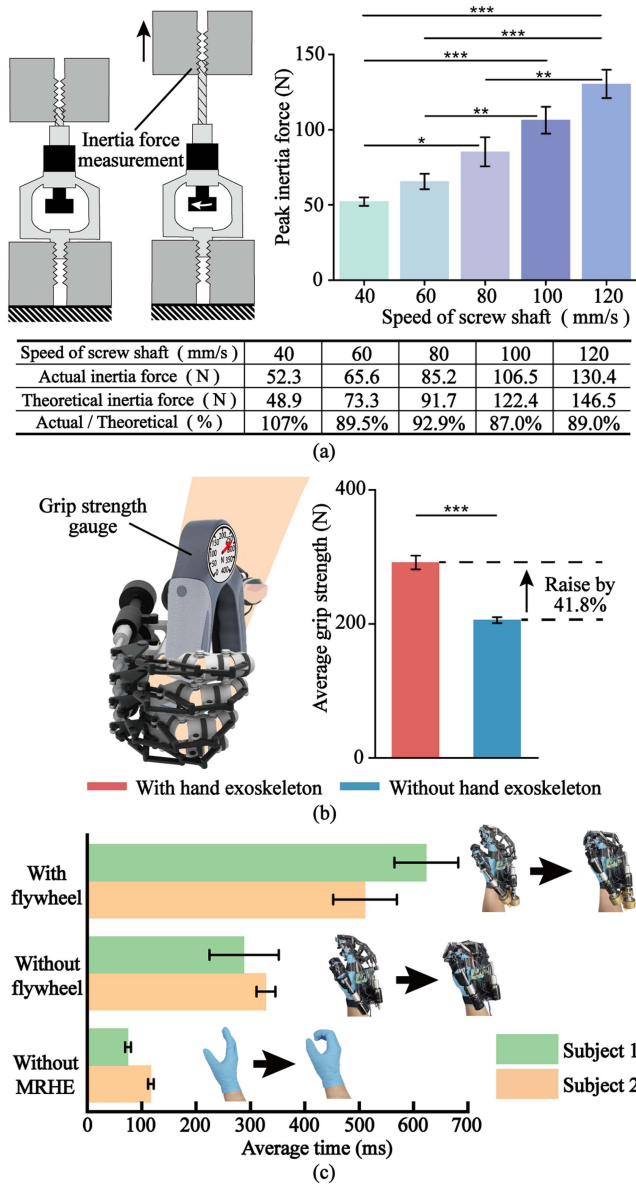 Inertia force
measurement
Peak inertia force (N)
150
100
50
0
***
***
***
**
**
*
40 60 80 100 120
Speed of screw shaft ( mm/s )
Speed of screw shaft ( mm/s ) 40 60 80 100 120
Actual inertia force ( N ) 52.3 65.6 85.2 106.5 130.4
Theoretical inertia force ( N ) 48.9 73.3 91.7 122.4 146.5
Actual / Theoretical ( % ) 107% 89.5% 92.9% 87.0% 89.0%
(a)
Grip strength
gauge
Average grip strength (N)
400
200
0
***
Raise by
41.8%
With hand exoskeleton Without hand exoskeleton
(b)
With
flywheel
Without
flywheel
Without
MRHE
Subject 1
Subject 2
0 100 200 300 400 500 600 700
Average time (ms)
(c)